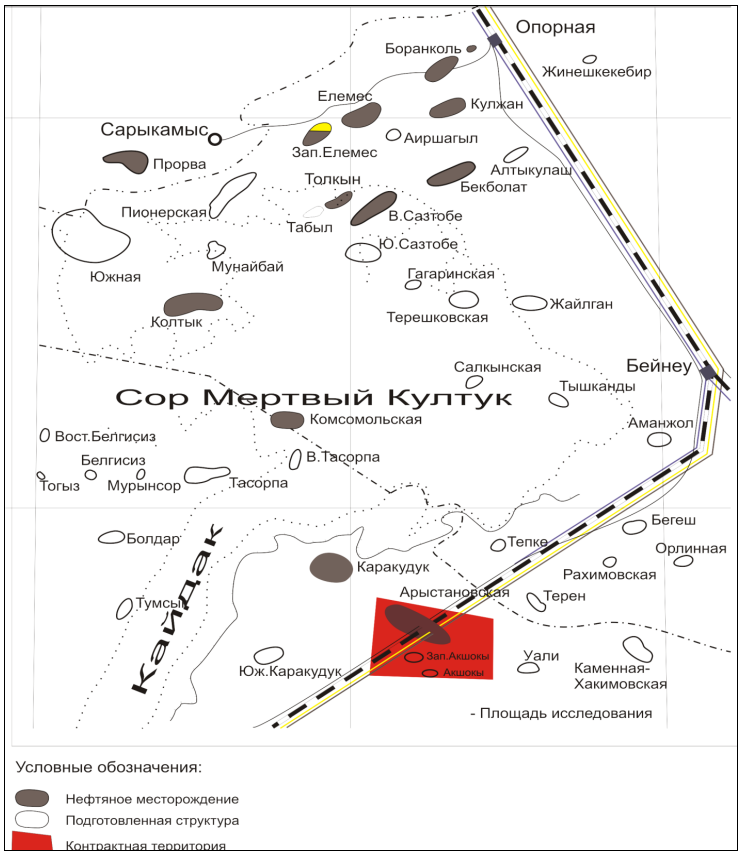 Опорная
Боранколь
Жинешкекебир
Елемес
Кулжан
Сарыкамыс
Аиршагыл
Зап.Елемес
Прорва
Алтыкулаш
Толкын
Бекболат
Пионерская
В.Сазтобе
Табыл
Ю.Сазтобе
Мунайбай
Южная
Гагаринская
Жайлган
Терешковская
Колтык
Салкынская
Бейнеу
Тышканды
Сор Мертвый Култук
Комсомольская
Аманжол
Вост.Белгисиз
Белгисиз
В.Тасорпа
Тогыз
Мурынсор
Тасорпа
Бегеш
Болдар
Тепке
Орлинная
Каракудук
Рахимовская
Арыстановская
Терен
Тумсык
Кайдак
Зап.Акшокы
Уали
Юж.Каракудук
Акшокы
Каменная-
Хакимовская
- Площадь исследования
Условные обозначения:
Нефтяное месторождение
Подготовленная структура
Контрактная территория